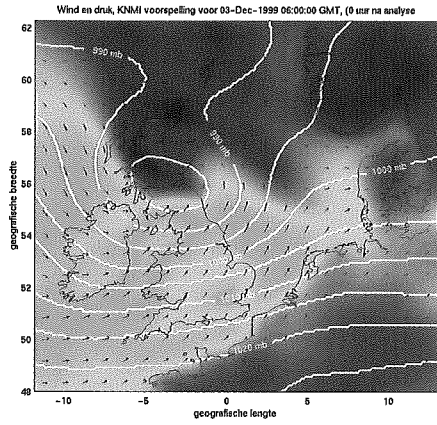 Wind en druk, KNMI voorspelling voor 03-Dec-1999 06:00:00 GMT, (0 uur na analyse
62
60
58
56
54
52
50
48
geografische breedte
990 mb
990 mb
1000 mb
1020 mb
-10
-5
0
5
10
geografische lengte